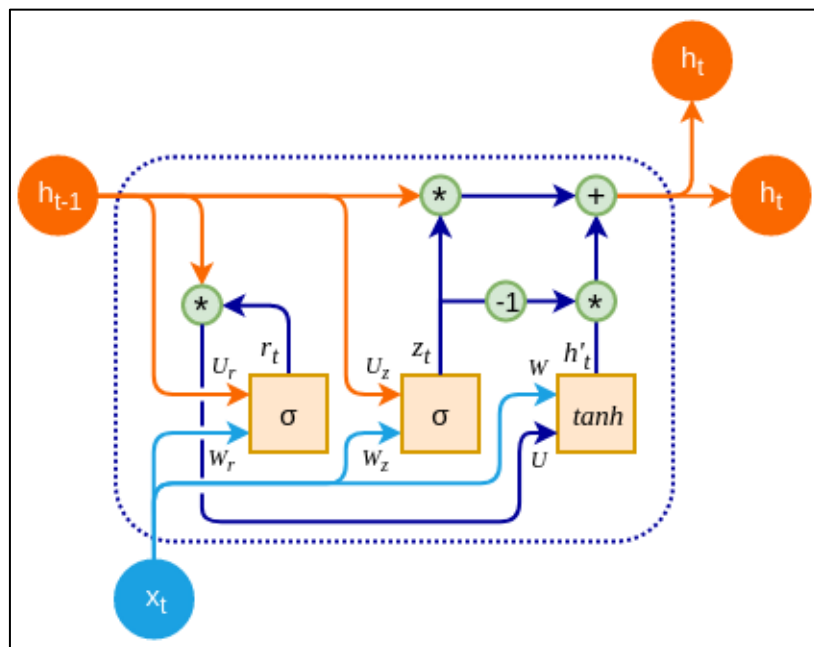 h_t
h_{t-1}
*
+
h_t
*
-1
*
r_t
z_t
h'_t
U_r
U_z
W
σ
σ
tanh
W_r
W_z
U
x_t